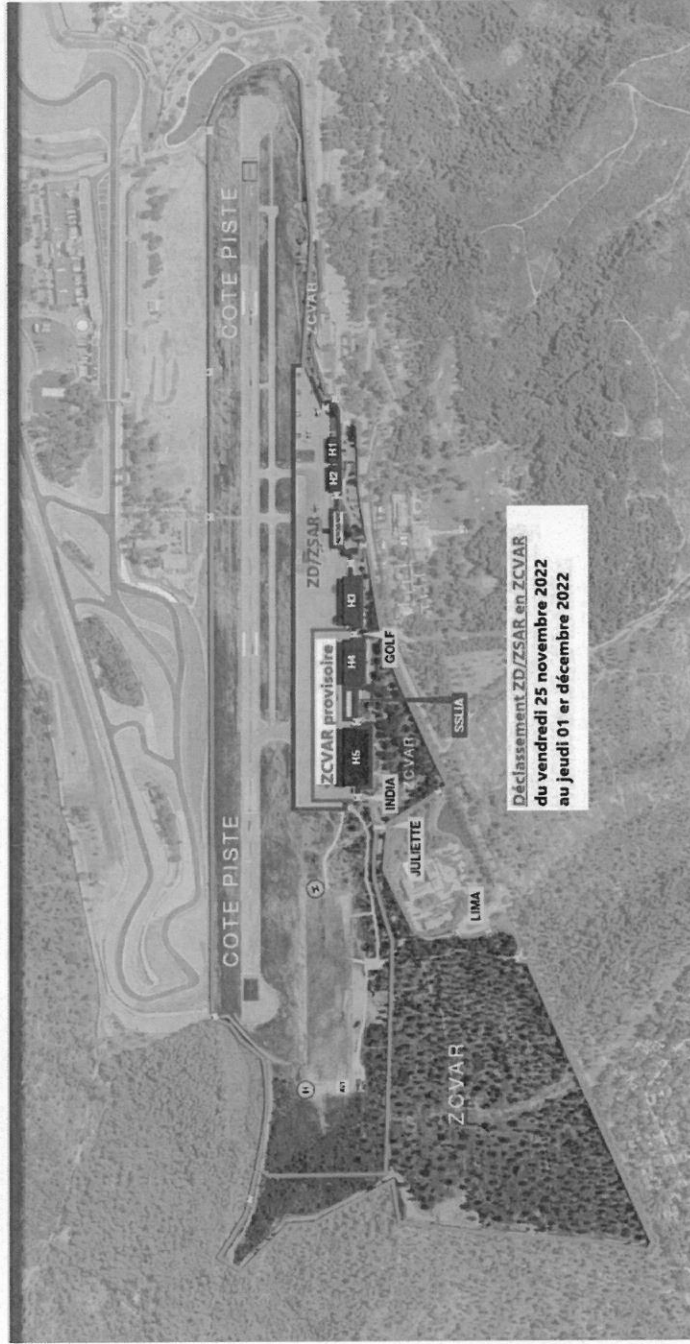 COTE PISTE
COTE PISTE
ZCVAR
ZD/ZSAR+
H1
H2
H3
ZCVAR provisoire
H4
H5
GOLF
SSLIA
INDIA
ZCVAR
JULIETTE
LIMA
H
H
ZCVAR
Déclassement ZD/ZSAR en ZCVAR
du vendredi 25 novembre 2022
au jeudi 01 er décembre 2022